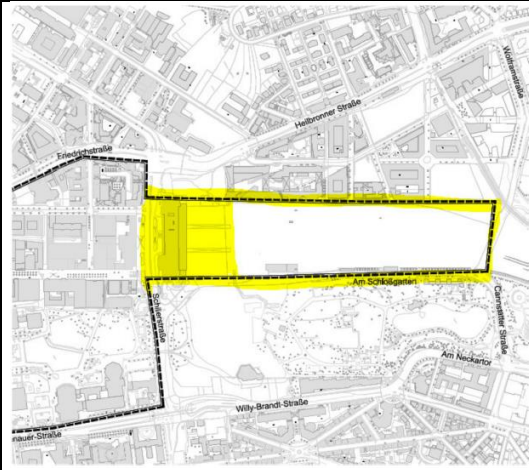 Wolframstraße
Heilbronner Straße
Friedrichstraße
Am Schloßgarten
Schillerstraße
Cannstatter Straße
Am Neckartor
Willy-Brandt-Straße
nauer-Straße